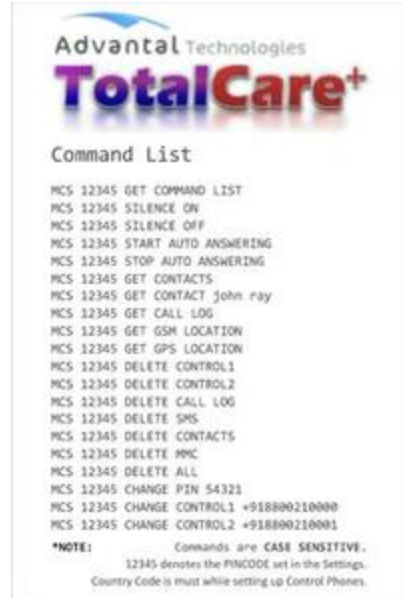 Advantal Technologies
TotalCare+
Command List
MCS 12345 GET COMMAND LIST
MCS 12345 SILENCE ON
MCS 12345 SILENCE OFF
MCS 12345 START AUTO ANSWERING
MCS 12345 STOP AUTO ANSWERING
MCS 12345 GET CONTACTS
MCS 12345 GET CONTACT john ray
MCS 12345 GET CALL LOG
MCS 12345 GET GSM LOCATION
MCS 12345 GET GPS LOCATION
MCS 12345 DELETE CONTROL1
MCS 12345 DELETE CONTROL2
MCS 12345 DELETE CALL LOG
MCS 12345 DELETE SMS
MCS 12345 DELETE CONTACTS
MCS 12345 DELETE MMC
MCS 12345 DELETE ALL
MCS 12345 CHANGE PIN 54321
MCS 12345 CHANGE CONTROL1 +918800210000
MCS 12345 CHANGE CONTROL2 +918800210001
*NOTE: Commands are CASE SENSITIVE.
12345 denotes the PINCODE set in the Settings.
Country Code is must while setting up Control Phones.